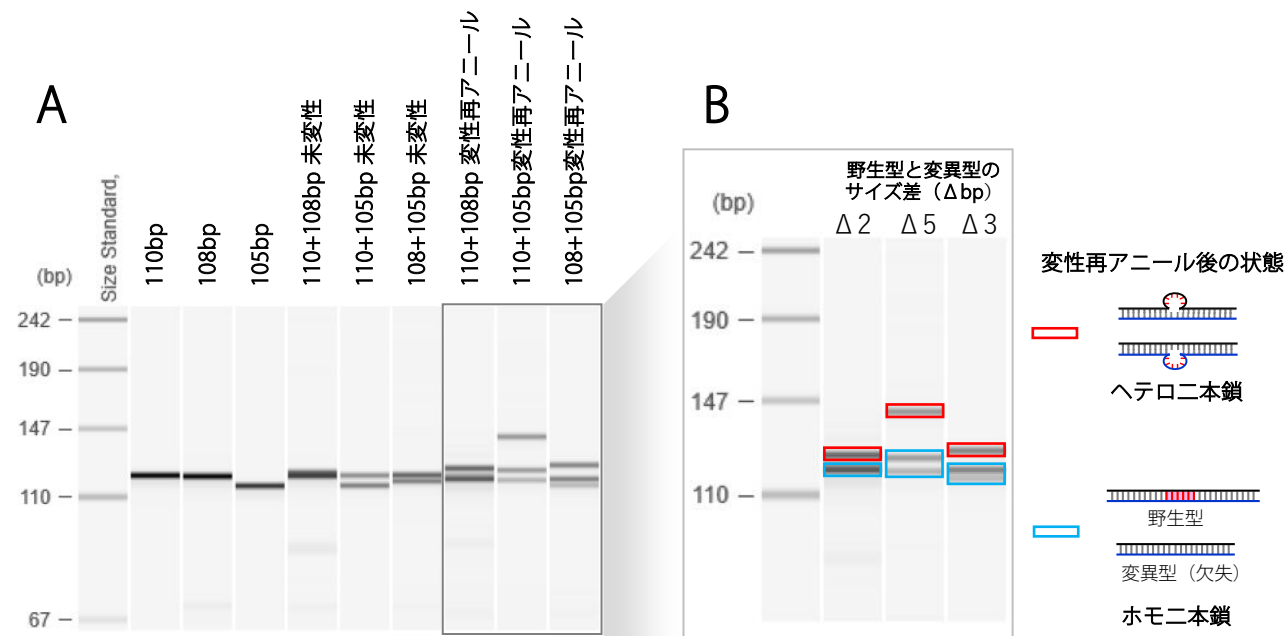 A
(bp)
Size Standard,
110bp
108bp
105bp
110+108bp 未変性
110+105bp 未変性
108+105bp 未変性
110+108bp 変性再アニール
110+105bp変性再アニール
108+105bp変性再アニール
242
190
147
110
67
B
野生型と変異型の
サイズ差（Δbp）
(bp)
Δ2
Δ5
Δ3
242
190
147
110
変性再アニール後の状態
ヘテロ二本鎖
野生型
変異型（欠失）
ホモ二本鎖